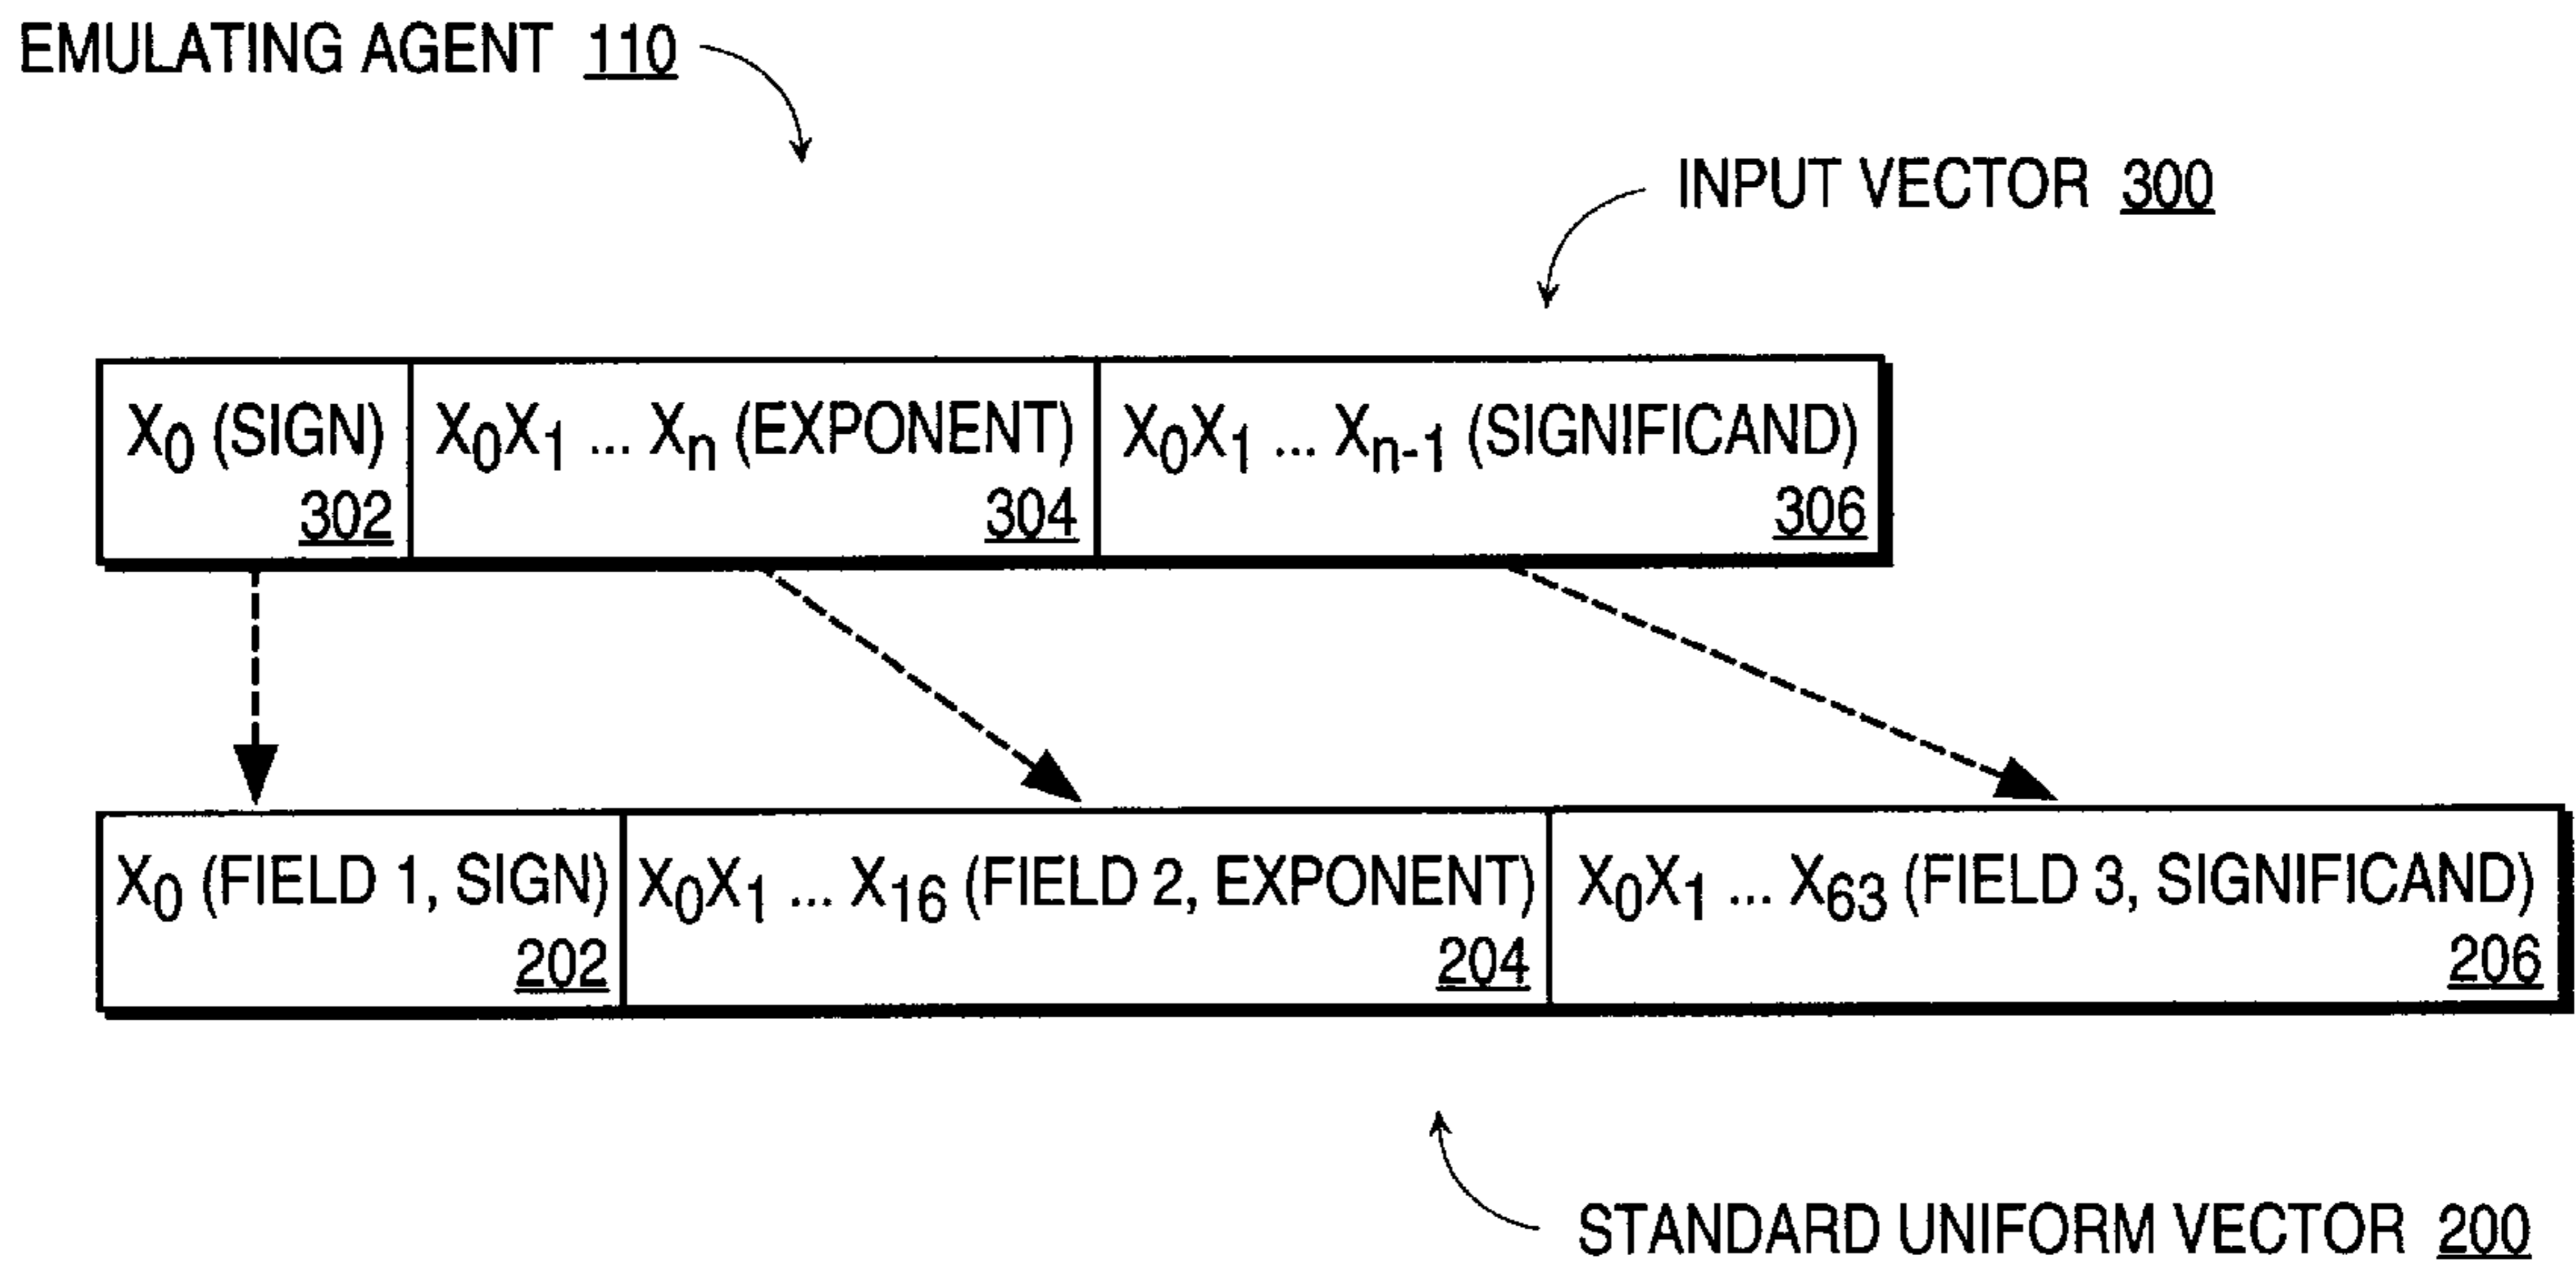 EMULATING AGENT 110
INPUT VECTOR 300
X0 (SIGN)
302
X0X1 ... Xn (EXPONENT)
304
X0X1 ... Xn-1 (SIGNIFICAND)
306
X0 (FIELD 1, SIGN)
202
X0X1 ... X16 (FIELD 2, EXPONENT)
204
X0X1 ... X63 (FIELD 3, SIGNIFICAND)
206
STANDARD UNIFORM VECTOR 200